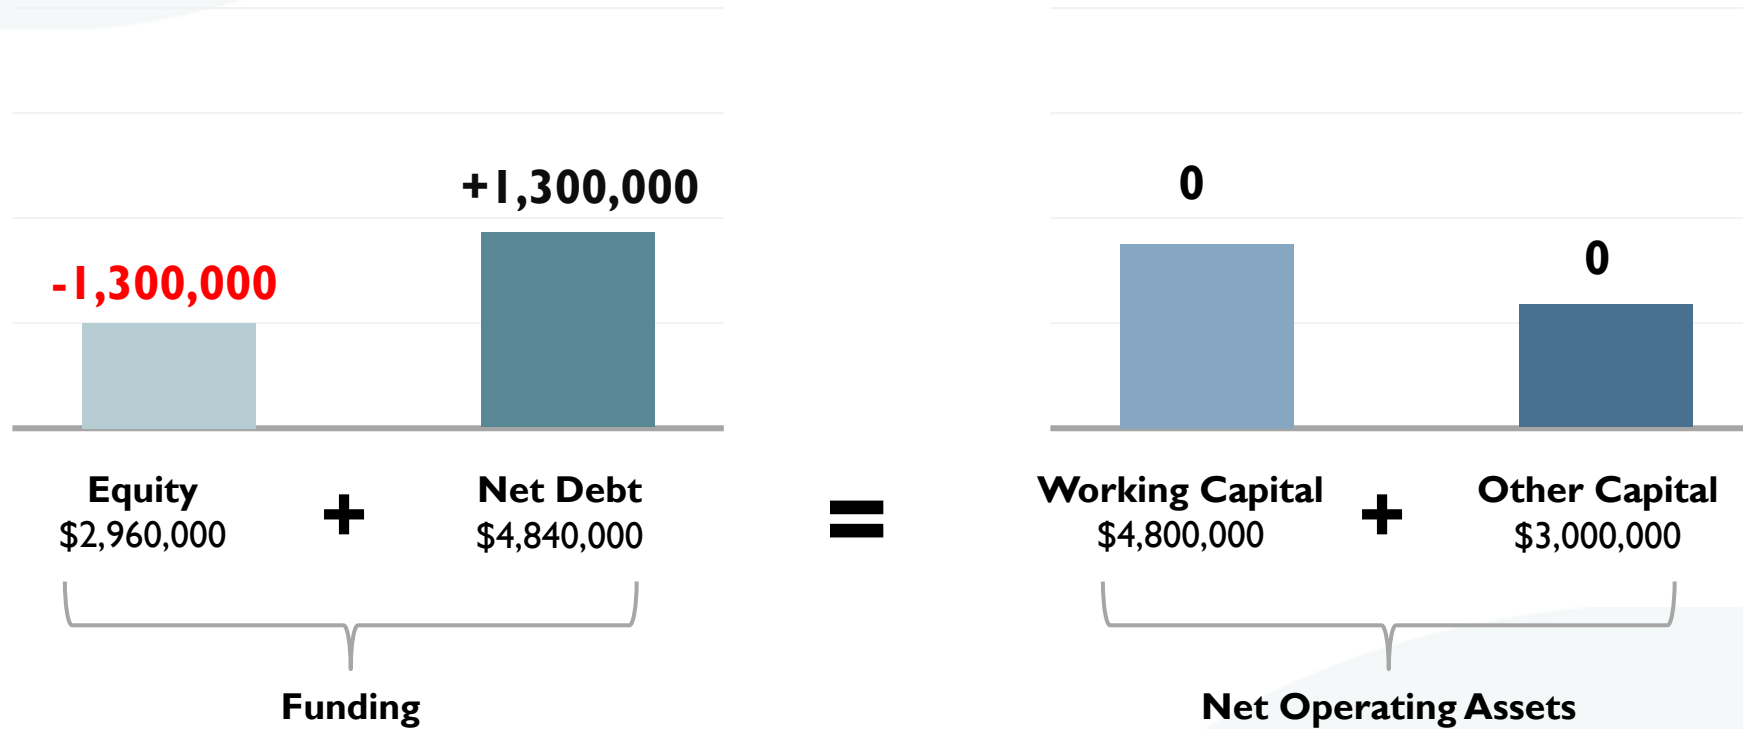 +1,300,000
0
-1,300,000
0
Equity
$2,960,000
+
Net Debt
$4,840,000
=
Working Capital
$4,800,000
+
Other Capital
$3,000,000
Funding
Net Operating Assets